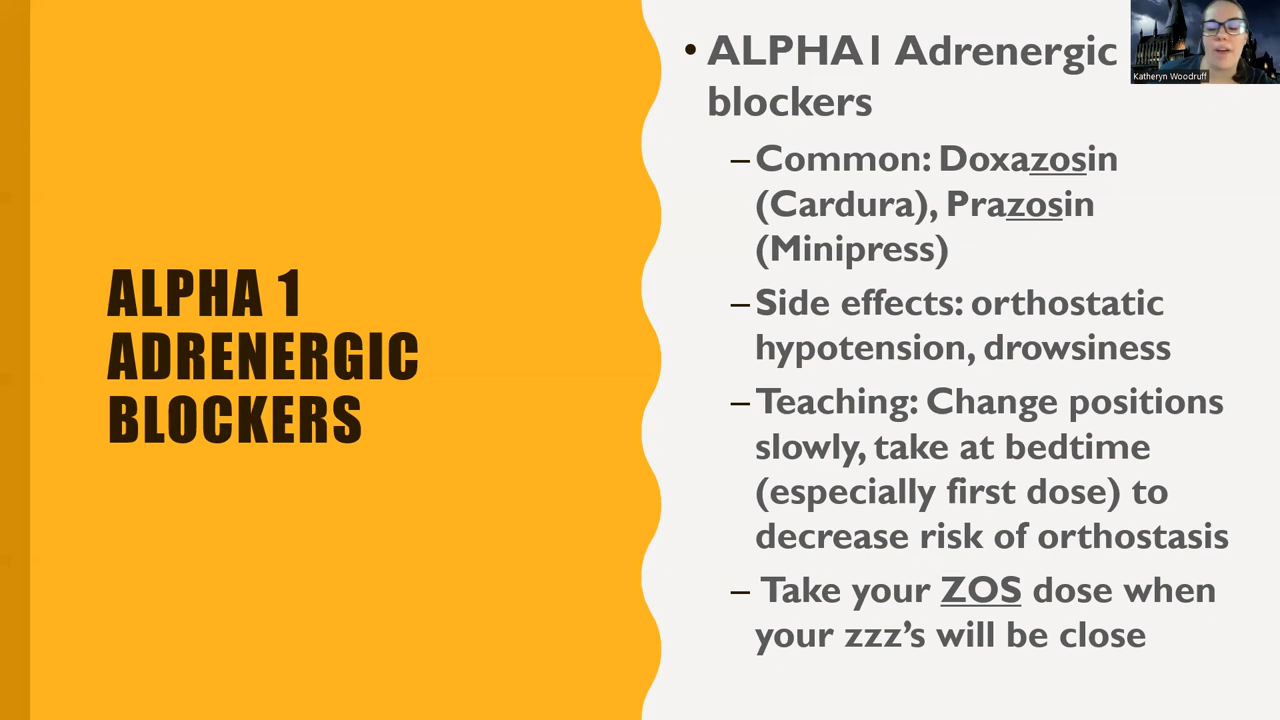 ALPHA 1
ADRENERGIC
BLOCKERS
• ALPHA1 Adrenergic
blockers
– Common: Doxazosin
(Cardura), Prazosin
(Minipress)
– Side effects: orthostatic
hypotension, drowsiness
– Teaching: Change positions
slowly, take at bedtime
(especially first dose) to
decrease risk of orthostasis
– Take your ZOS dose when
your zzz’s will be close
Katheryn Woodruff